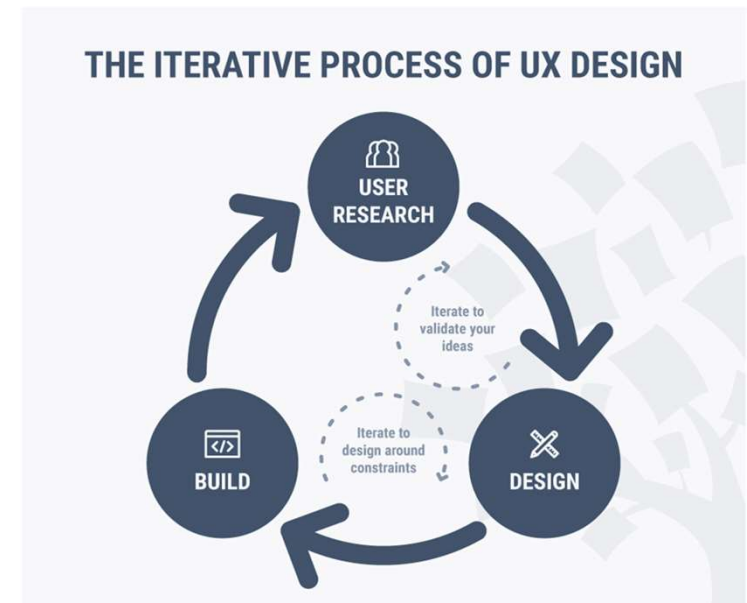 THE ITERATIVE PROCESS OF UX DESIGN
USER
RESEARCH
Iterate to
validate your
ideas
Iterate to
design around
constraints
</>
BUILD
DESIGN